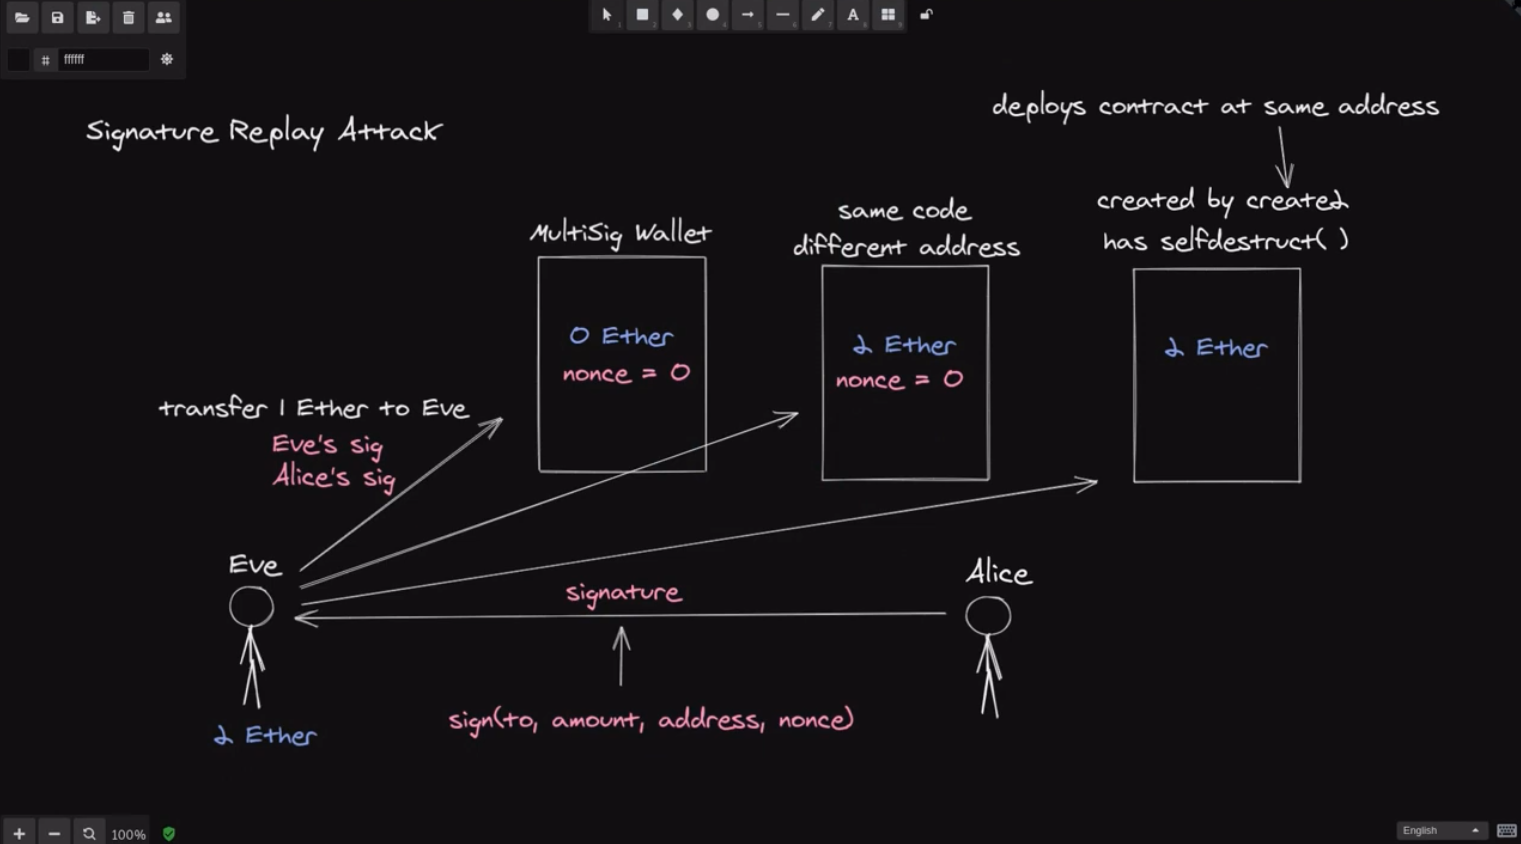 ffffff
Signature Replay Attack
deploys contract at same address
MultiSig Wallet
same code
different address
created by create2
has selfdestruct( )
0 Ether
nonce = 0
2 Ether
nonce = 0
2 Ether
transfer 1 Ether to Eve
Eve's sig
Alice's sig
Eve
Alice
signature
sign(to, amount, address, nonce)
2 Ether
100%
English